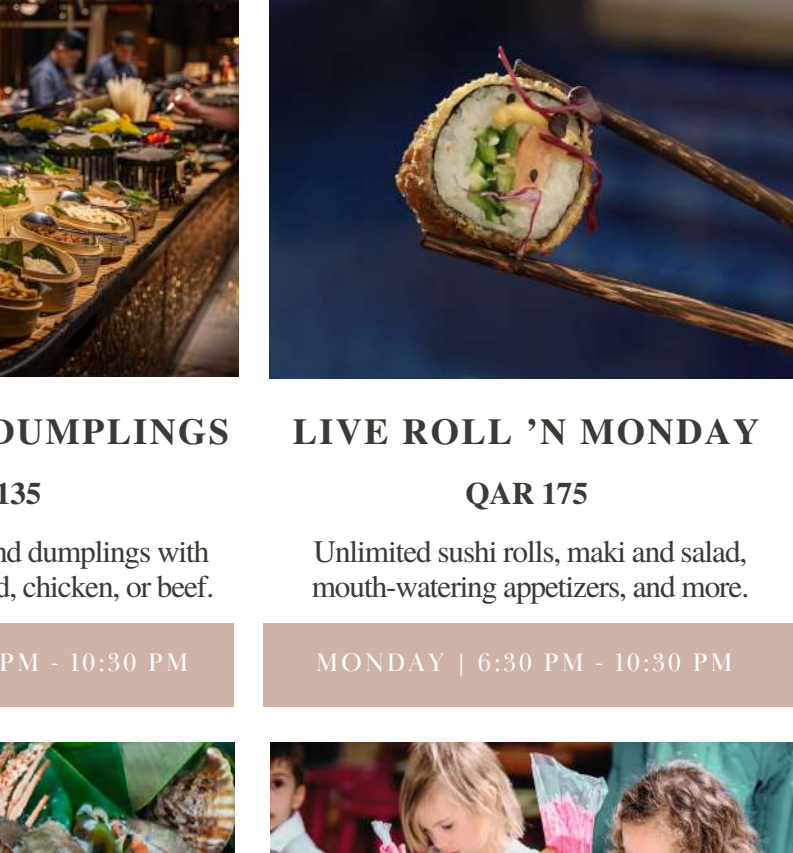 DUMPLINGS
135
nd dumplings with
d, chicken, or beef.
PM - 10:30 PM
LIVE ROLL ’N MONDAY
QAR 175
Unlimited sushi rolls, maki and salad,
mouth-watering appetizers, and more.
MONDAY | 6:30 PM - 10:30 PM